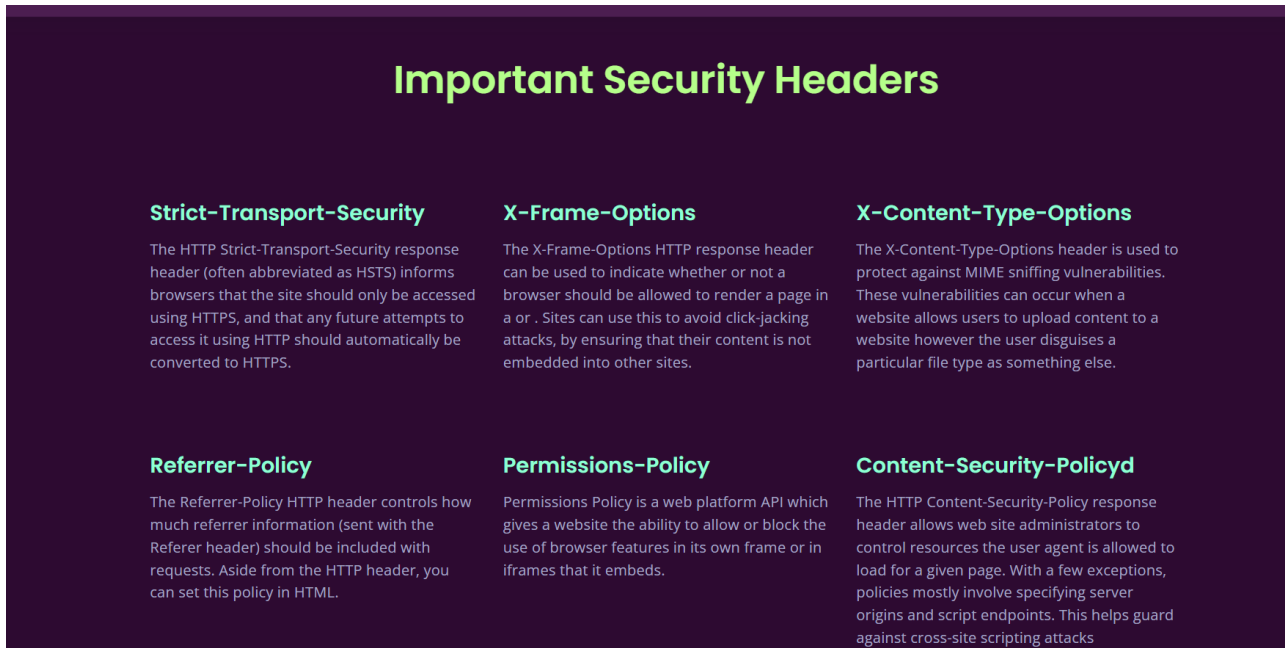 Important Security Headers
Strict-Transport-Security
The HTTP Strict-Transport-Security response
header (often abbreviated as HSTS) informs
browsers that the site should only be accessed
using HTTPS, and that any future attempts to
access it using HTTP should automatically be
converted to HTTPS.
X-Frame-Options
The X-Frame-Options HTTP response header
can be used to indicate whether or not a
browser should be allowed to render a page in
a or . Sites can use this to avoid click-jacking
attacks, by ensuring that their content is not
embedded into other sites.
X-Content-Type-Options
The X-Content-Type-Options header is used to
protect against MIME sniffing vulnerabilities.
These vulnerabilities can occur when a
website allows users to upload content to a
website however the user disguises a
particular file type as something else.
Referrer-Policy
The Referrer-Policy HTTP header controls how
much referrer information (sent with the
Referer header) should be included with
requests. Aside from the HTTP header, you
can set this policy in HTML.
Permissions-Policy
Permissions Policy is a web platform API which
gives a website the ability to allow or block the
use of browser features in its own frame or in
iframes that it embeds.
Content-Security-Policyd
The HTTP Content-Security-Policy response
header allows web site administrators to
control resources the user agent is allowed to
load for a given page. With a few exceptions,
policies mostly involve specifying server
origins and script endpoints. This helps guard
against cross-site scripting attacks